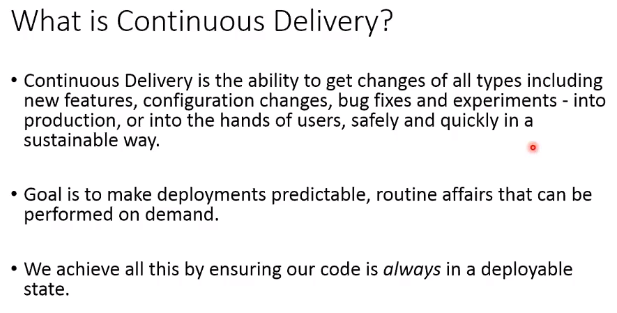 What is Continuous Delivery?
• Continuous Delivery is the ability to get changes of all types including
new features, configuration changes, bug fixes and experiments - into
production, or into the hands of users, safely and quickly in a
sustainable way.
• Goal is to make deployments predictable, routine affairs that can be
performed on demand.
• We achieve all this by ensuring our code is always in a deployable
state.